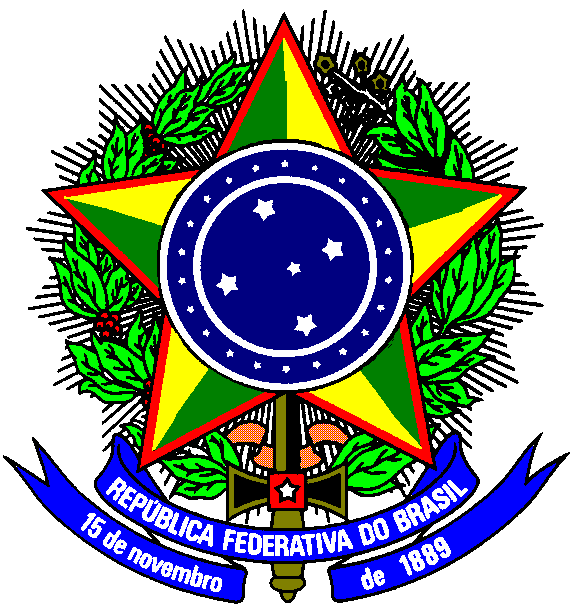 REPÚBLICA FEDERATIVA DO BRASIL
15 de novembro de 1889